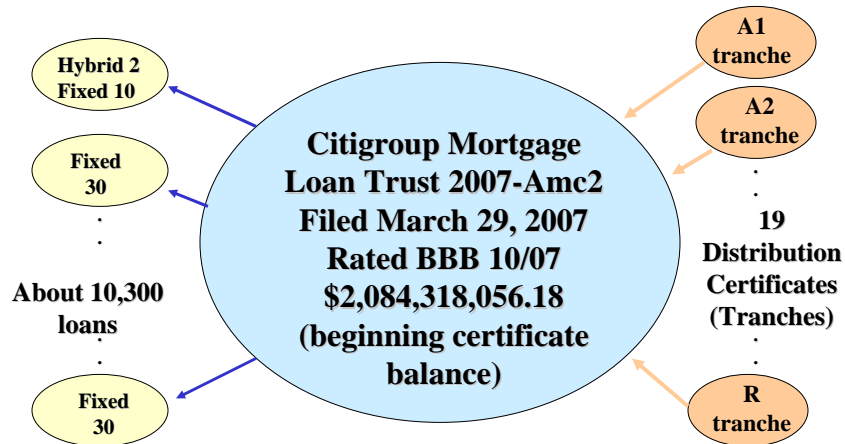 Hybrid 2
Fixed 10
Fixed
30
.
.
About 10,300
loans
.
.
Fixed
30
Citigroup Mortgage
Loan Trust 2007-Amc2
Filed March 29, 2007
Rated BBB 10/07
$2,084,318,056.18
(beginning certificate
balance)
A1
tranche
A2
tranche
. .
. .
19
Distribution
Certificates
(Tranches)
. .
. .
R
tranche